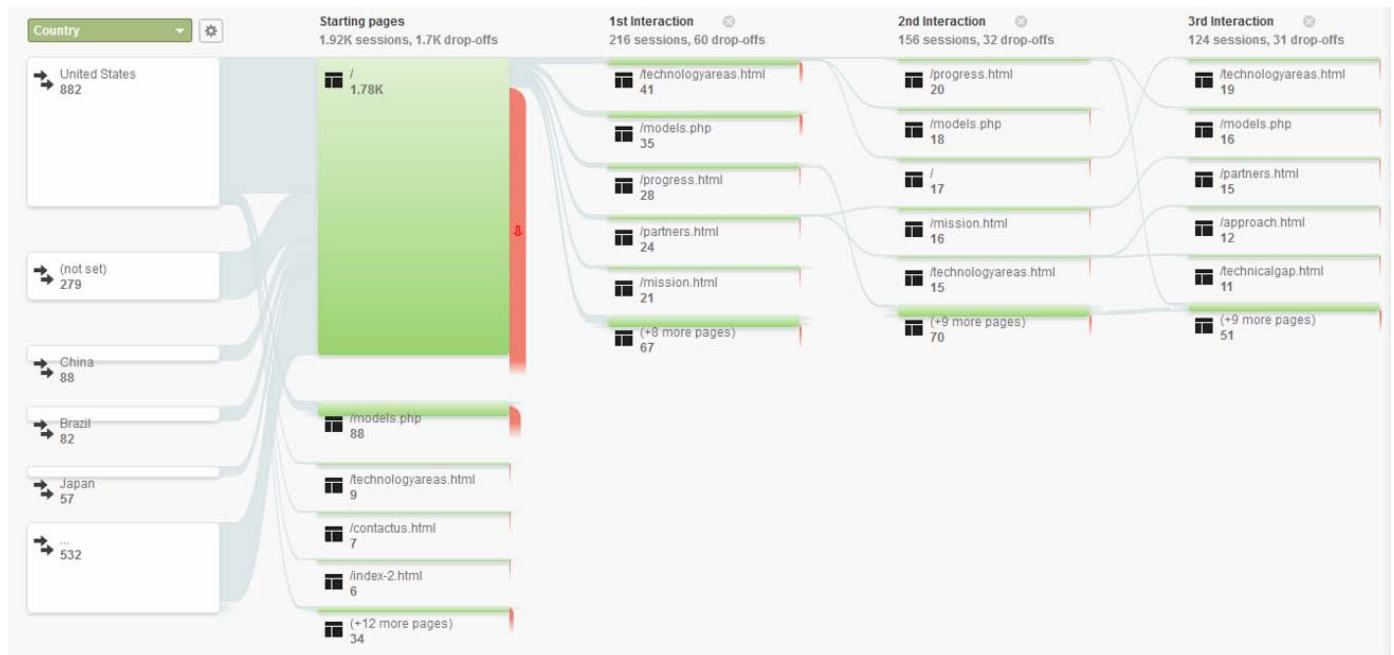 Country
United States
882
(not set)
279
China
88
Brazil
82
Japan
57
...
532
Starting pages
1.92K sessions, 1.7K drop-offs
/
1.78K
/models.php
88
/technologyareas.html
9
/contactus.html
7
/index-2.html
6
(+12 more pages)
34
1st Interaction
216 sessions, 60 drop-offs
/technologyareas.html
41
/models.php
35
/progress.html
28
/partners.html
24
/mission.html
21
(+8 more pages)
67
2nd Interaction
156 sessions, 32 drop-offs
/progress.html
20
/models.php
18
/
17
/mission.html
16
/technologyareas.html
15
(+9 more pages)
70
3rd Interaction
124 sessions, 31 drop-offs
/technologyareas.html
19
/models.php
16
/partners.html
15
/approach.html
12
/technicalgap.html
11
(+9 more pages)
51